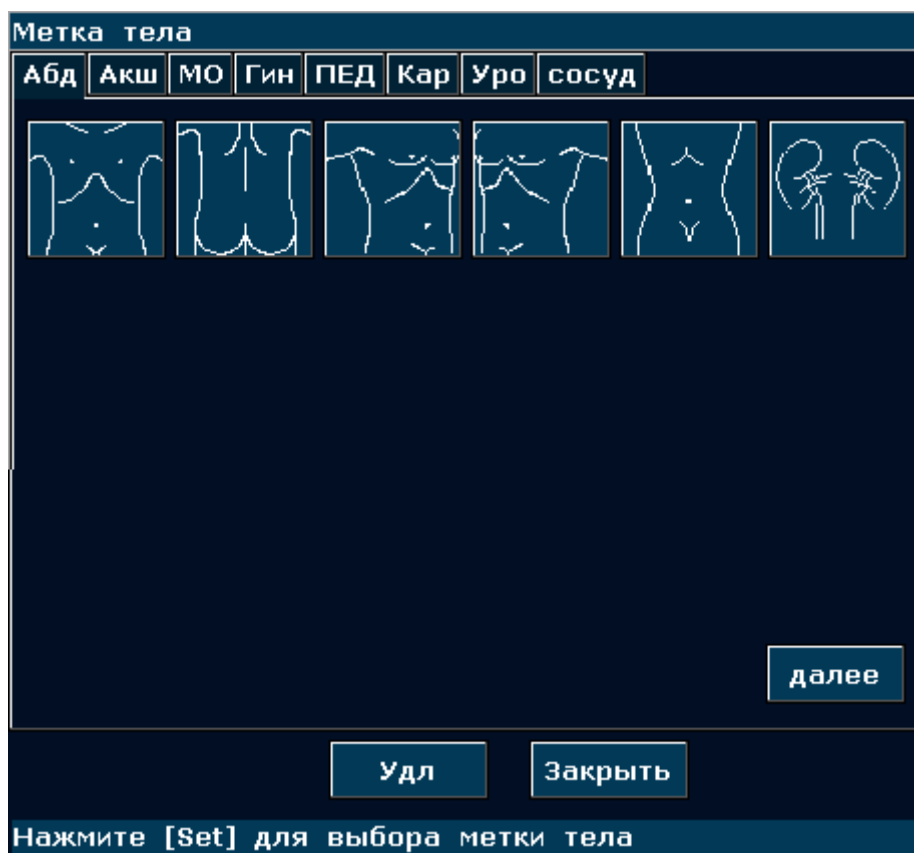 Метка тела
Абд Акш МО Гин ПЕД Кар Уро сосуд
далее
Удл Закрыть
Нажмите [Set] для выбора метки тела